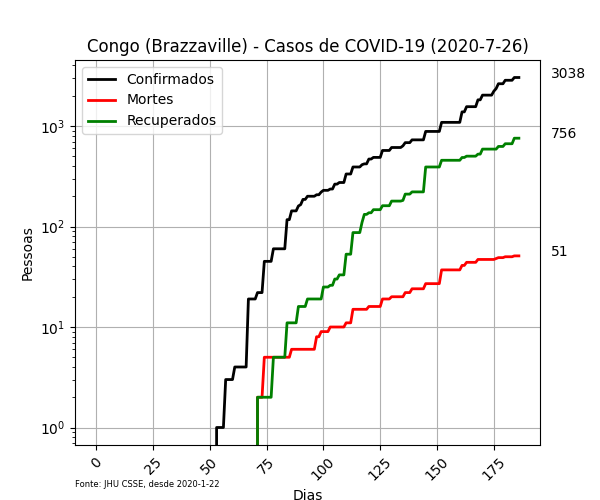 Congo (Brazzaville) - Casos de COVID-19 (2020-7-26)
Confirmados
Mortes
Recuperados
3038
756
51
10³
10²
10¹
10⁰
Pessoas
0 25 50 75 100 125 150 175
Dias
Fonte: JHU CSSE, desde 2020-1-22